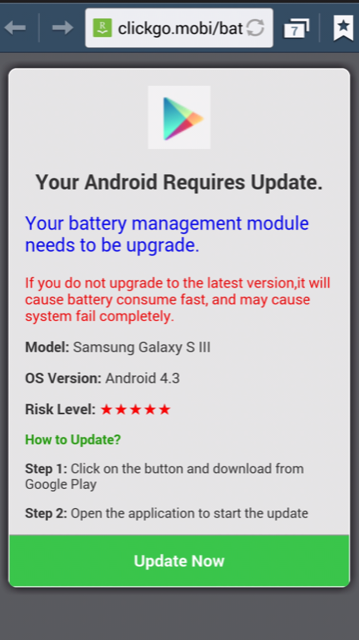 clickgo.mobi/bat
7
Your Android Requires Update.
Your battery management module
needs to be upgrade.
If you do not upgrade to the latest version,it will
cause battery consume fast, and may cause
system fail completely.
Model: Samsung Galaxy S III
OS Version: Android 4.3
Risk Level: ★★★★★
How to Update?
Step 1: Click on the button and download from
Google Play
Step 2: Open the application to start the update
Update Now